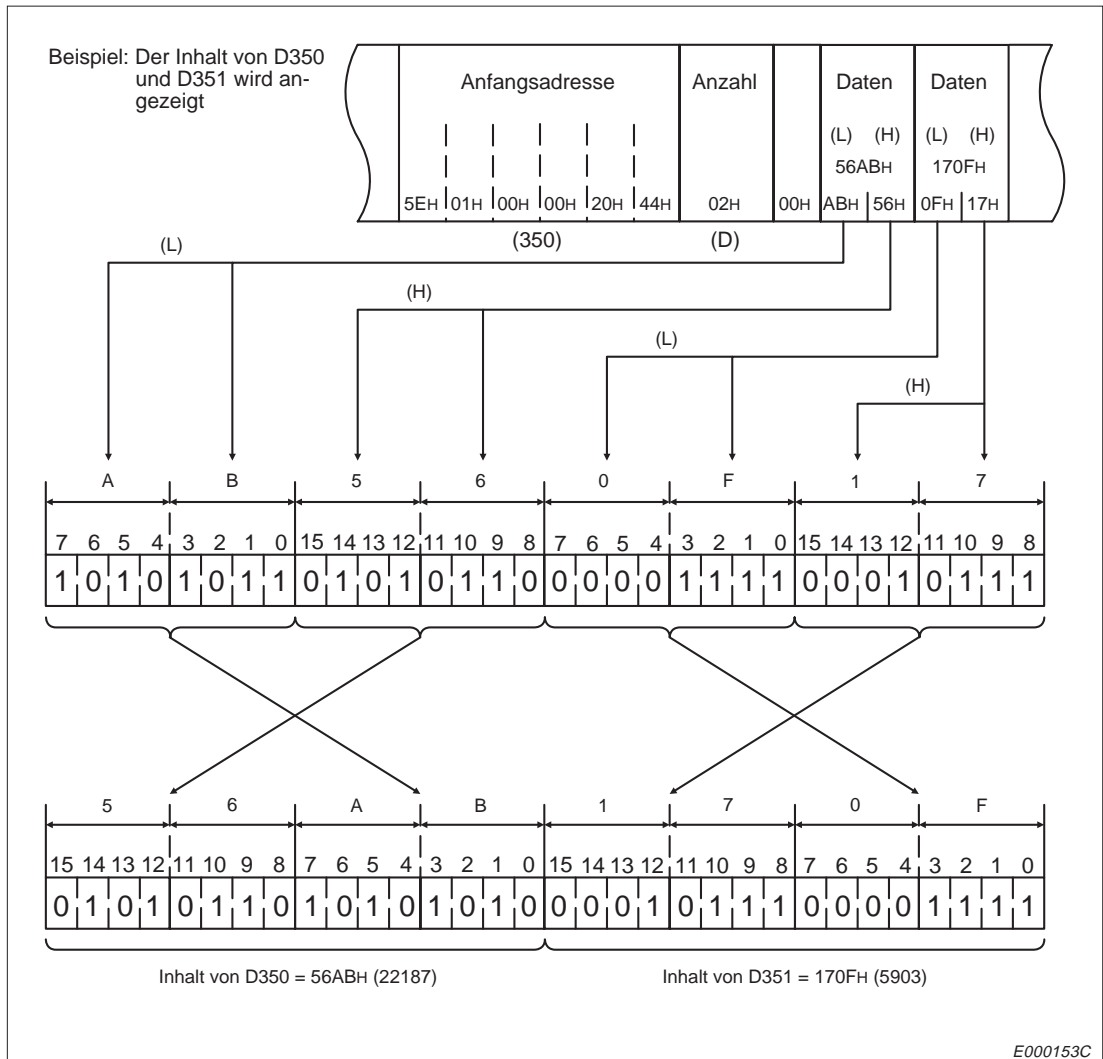 Beispiel: Der Inhalt von D350
und D351 wird an-
gezeigt
Anfangsadresse Anzahl Daten Daten
(L) (H) (L) (H)
56ABH 170FH
5EH 01H 00H 00H 20H 44H 02H 00H ABH 56H 0FH 17H
(350) (D)
(L)
(H)
(L)
(H)
A B 5 6 0 F 1 7
7 6 5 4 3 2 1 0 15 14 13 12 11 10 9 8 7 6 5 4 3 2 1 0 15 14 13 12 11 10 9 8
1 0 1 0 1 0 1 1 0 1 0 1 0 1 1 0 0 0 0 0 1 1 1 1 0 0 0 1 0 1 1 1
5 6 A B 1 7 0 F
15 14 13 12 11 10 9 8 7 6 5 4 3 2 1 0 15 14 13 12 11 10 9 8 7 6 5 4 3 2 1 0
0 1 0 1 0 1 1 0 1 0 1 0 1 0 1 0 0 0 0 1 0 1 1 1 0 0 0 0 1 1 1 1
Inhalt von D350 = 56ABH (22187) Inhalt von D351 = 170FH (5903)
E000153C